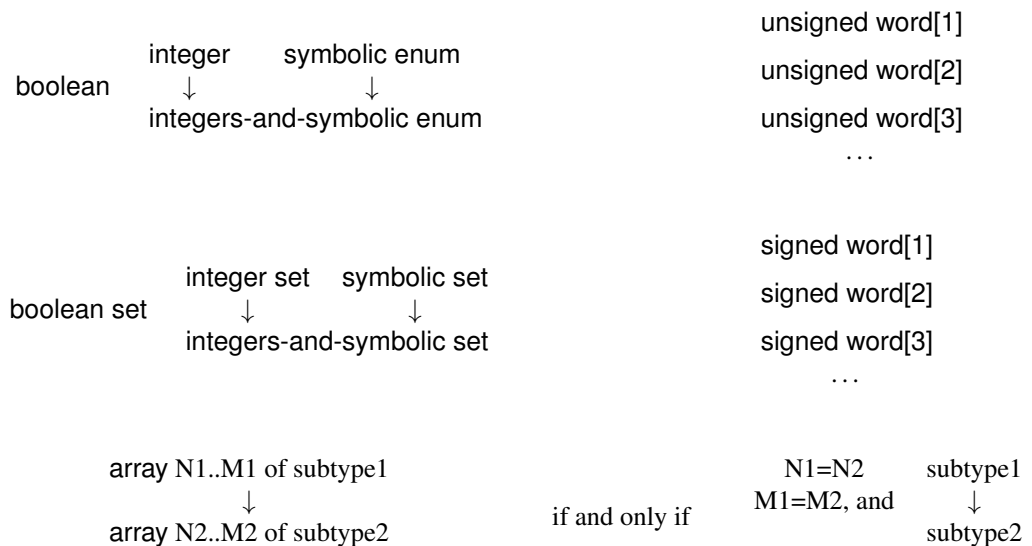 unsigned word[1]
integer symbolic enum
boolean ↓ ↓ unsigned word[2]
integers-and-symbolic enum unsigned word[3]
...
signed word[1]
integer set symbolic set
boolean set ↓ ↓ signed word[2]
integers-and-symbolic set signed word[3]
...
array N1..M1 of subtype1 N1=N2 subtype1
↓ if and only if M1=M2, and ↓
array N2..M2 of subtype2 subtype2